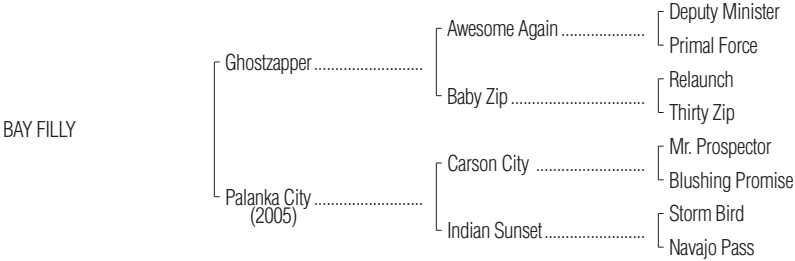 Deputy Minister
Awesome Again ....................
Primal Force
Ghostzapper ..........................
Relaunch
Baby Zip ................................
Thirty Zip
BAY FILLY
Mr. Prospector
Carson City ..........................
Blushing Promise
Palanka City ..........................
(2005)
Storm Bird
Indian Sunset ........................
Navajo Pass